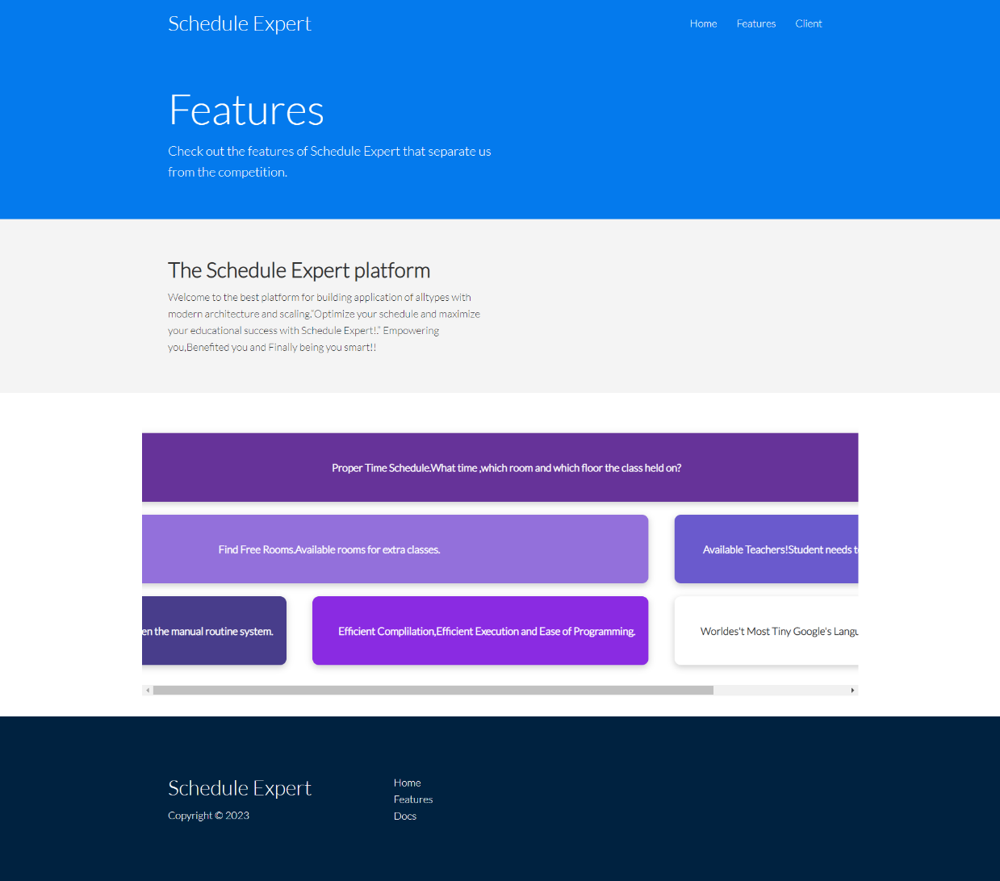 Schedule Expert
Home
Features
Client
Features
Check out the features of Schedule Expert that separate us
from the competition.
The Schedule Expert platform
Welcome to the best platform for building application of alltypes with
modern architecture and scaling."Optimize your schedule and maximize
your educational success with Schedule Expert!." Empowering
you,Benefited you and Finally being you smart!!
Proper Time Schedule.What time ,which room and which floor the class held on?
Find Free Rooms.Available rooms for extra classes.
Available Teachers!Student needs
the manual routine system.
Efficient Complilation,Efficient Execution and Ease of Programming.
Worldes't Most Tiny Google's
Schedule Expert
Copyright © 2023
Home
Features
Docs